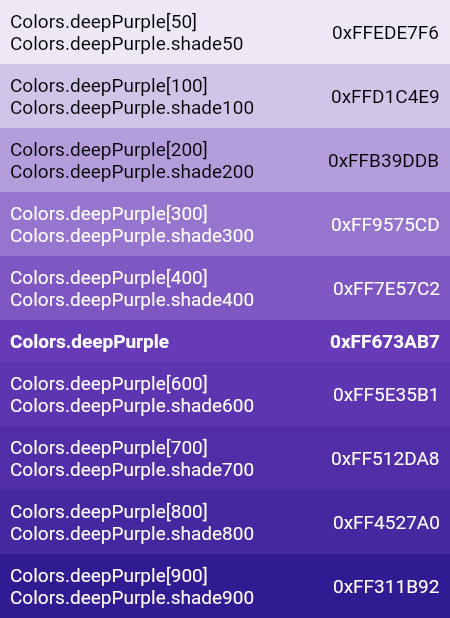 Colors.deepPurple[50]
Colors.deepPurple.shade50
0xFFEDE7F6
Colors.deepPurple[100]
Colors.deepPurple.shade100
0xFFD1C4E9
Colors.deepPurple[200]
Colors.deepPurple.shade200
0xFFB39DDB
Colors.deepPurple[300]
Colors.deepPurple.shade300
0xFF9575CD
Colors.deepPurple[400]
Colors.deepPurple.shade400
0xFF7E57C2
Colors.deepPurple
0xFF673AB7
Colors.deepPurple[600]
Colors.deepPurple.shade600
0xFF5E35B1
Colors.deepPurple[700]
Colors.deepPurple.shade700
0xFF512DA8
Colors.deepPurple[800]
Colors.deepPurple.shade800
0xFF4527A0
Colors.deepPurple[900]
Colors.deepPurple.shade900
0xFF311B92